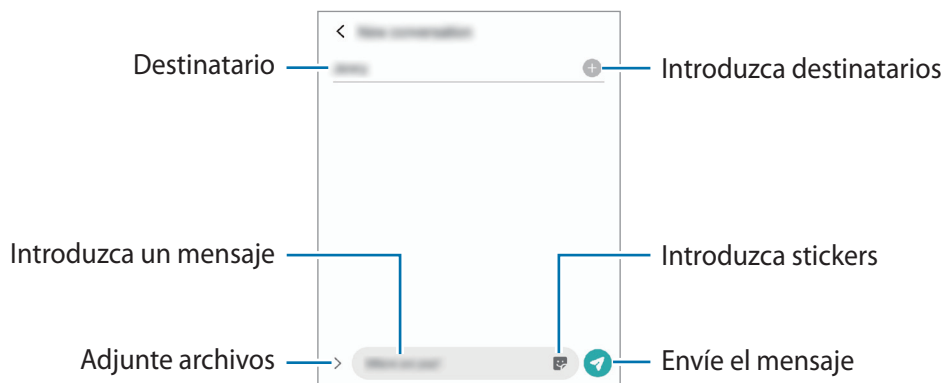 Destinatario
Introduzca destinatarios
Introduzca un mensaje
Introduzca stickers
Adjunte archivos
Envíe el mensaje